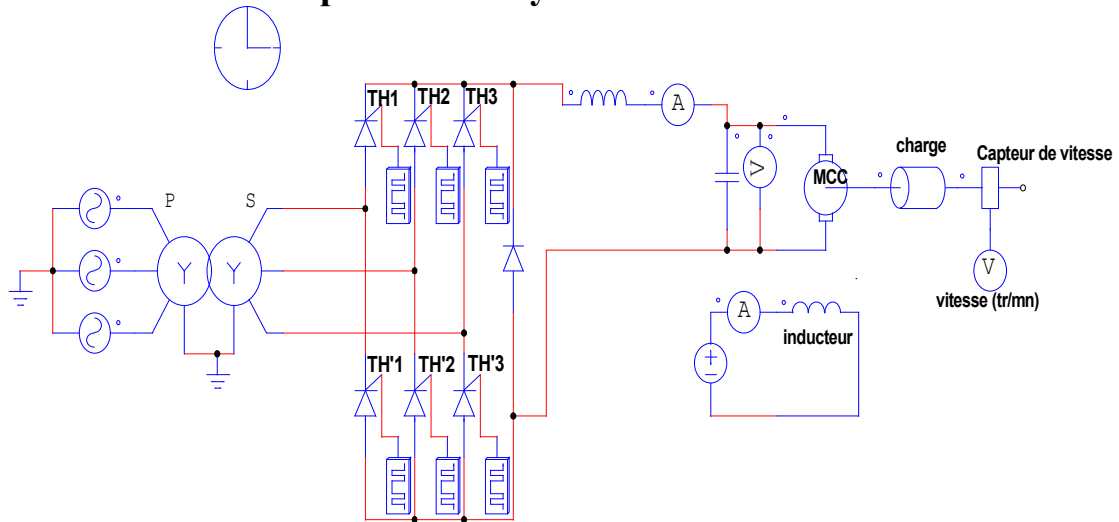 TH1
TH2
TH3
A
charge
Capteur de vitesse
V
MCC
P
S
Y
Y
V
vitesse (tr/mn)
A
inducteur
TH'1
TH'2
TH'3